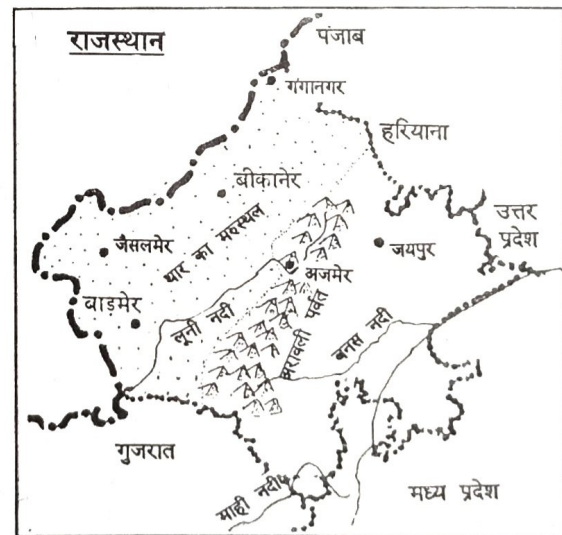 राजस्थान
पंजाब
गंगानगर
हरियाना
बीकानेर
उत्तर
प्रदेश
जैसलमेर
थार का मरुस्थल
जयपुर
अजमेर
बाड़मेर
लूनी नदी
अरावली पर्वत
बनस नदी
गुजरात
माही नदी
मध्य प्रदेश